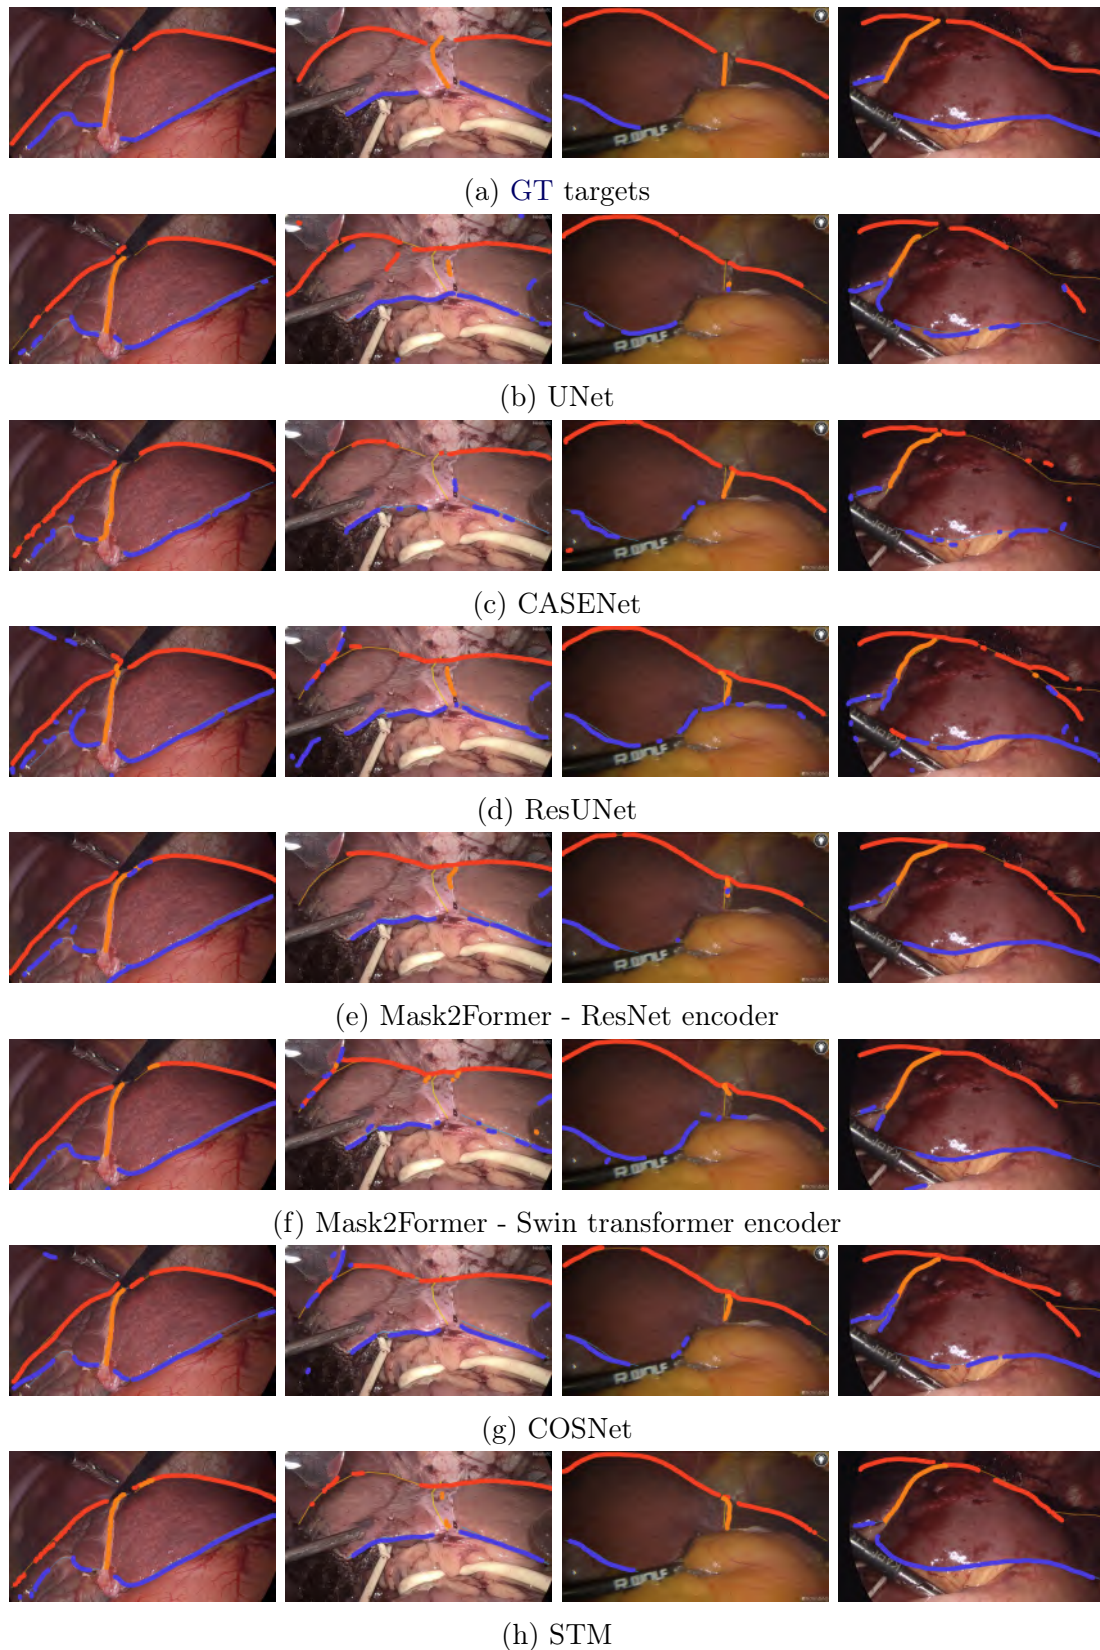 (a) GT targets
(b) UNet
(c) CASENet
(d) ResUNet
(e) Mask2Former - ResNet encoder
(f) Mask2Former - Swin transformer encoder
(g) COSNet
(h) STM